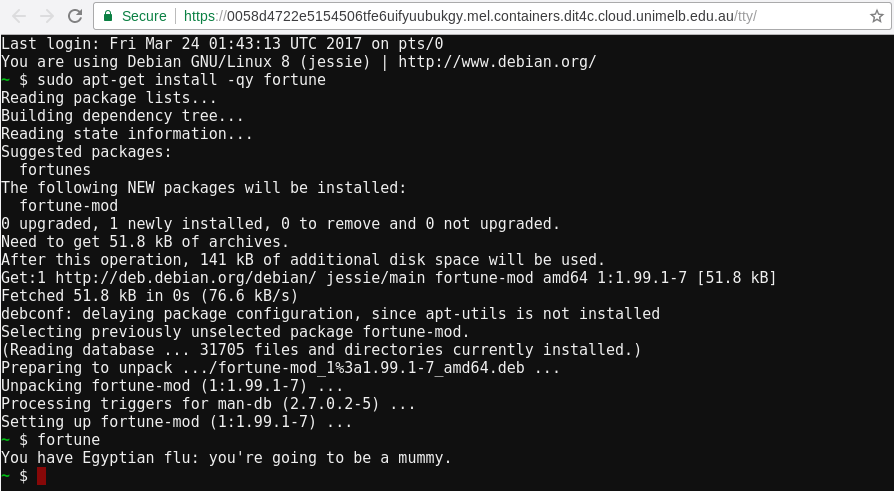 Secure | https://0058d4722e5154506tfe6uifyuubukgy.mel.containers.dit4c.cloud.unimelb.edu.au/tty/
Last login: Fri Mar 24 01:43:13 UTC 2017 on pts/0
You are using Debian GNU/Linux 8 (jessie) | http://www.debian.org/
~ $ sudo apt-get install -qy fortune
Reading package lists...
Building dependency tree...
Reading state information...
Suggested packages:
  fortunes
The following NEW packages will be installed:
  fortune-mod
0 upgraded, 1 newly installed, 0 to remove and 0 not upgraded.
Need to get 51.8 kB of archives.
After this operation, 141 kB of additional disk space will be used.
Get:1 http://deb.debian.org/debian/ jessie/main fortune-mod amd64 1:1.99.1-7 [51.8 kB]
Fetched 51.8 kB in 0s (76.6 kB/s)
debconf: delaying package configuration, since apt-utils is not installed
Selecting previously unselected package fortune-mod.
(Reading database ... 31705 files and directories currently installed.)
Preparing to unpack .../fortune-mod_1%3a1.99.1-7_amd64.deb ...
Unpacking fortune-mod (1:1.99.1-7) ...
Processing triggers for man-db (2.7.0.2-5) ...
Setting up fortune-mod (1:1.99.1-7) ...
~ $ fortune
You have Egyptian flu: you're going to be a mummy.
~ $